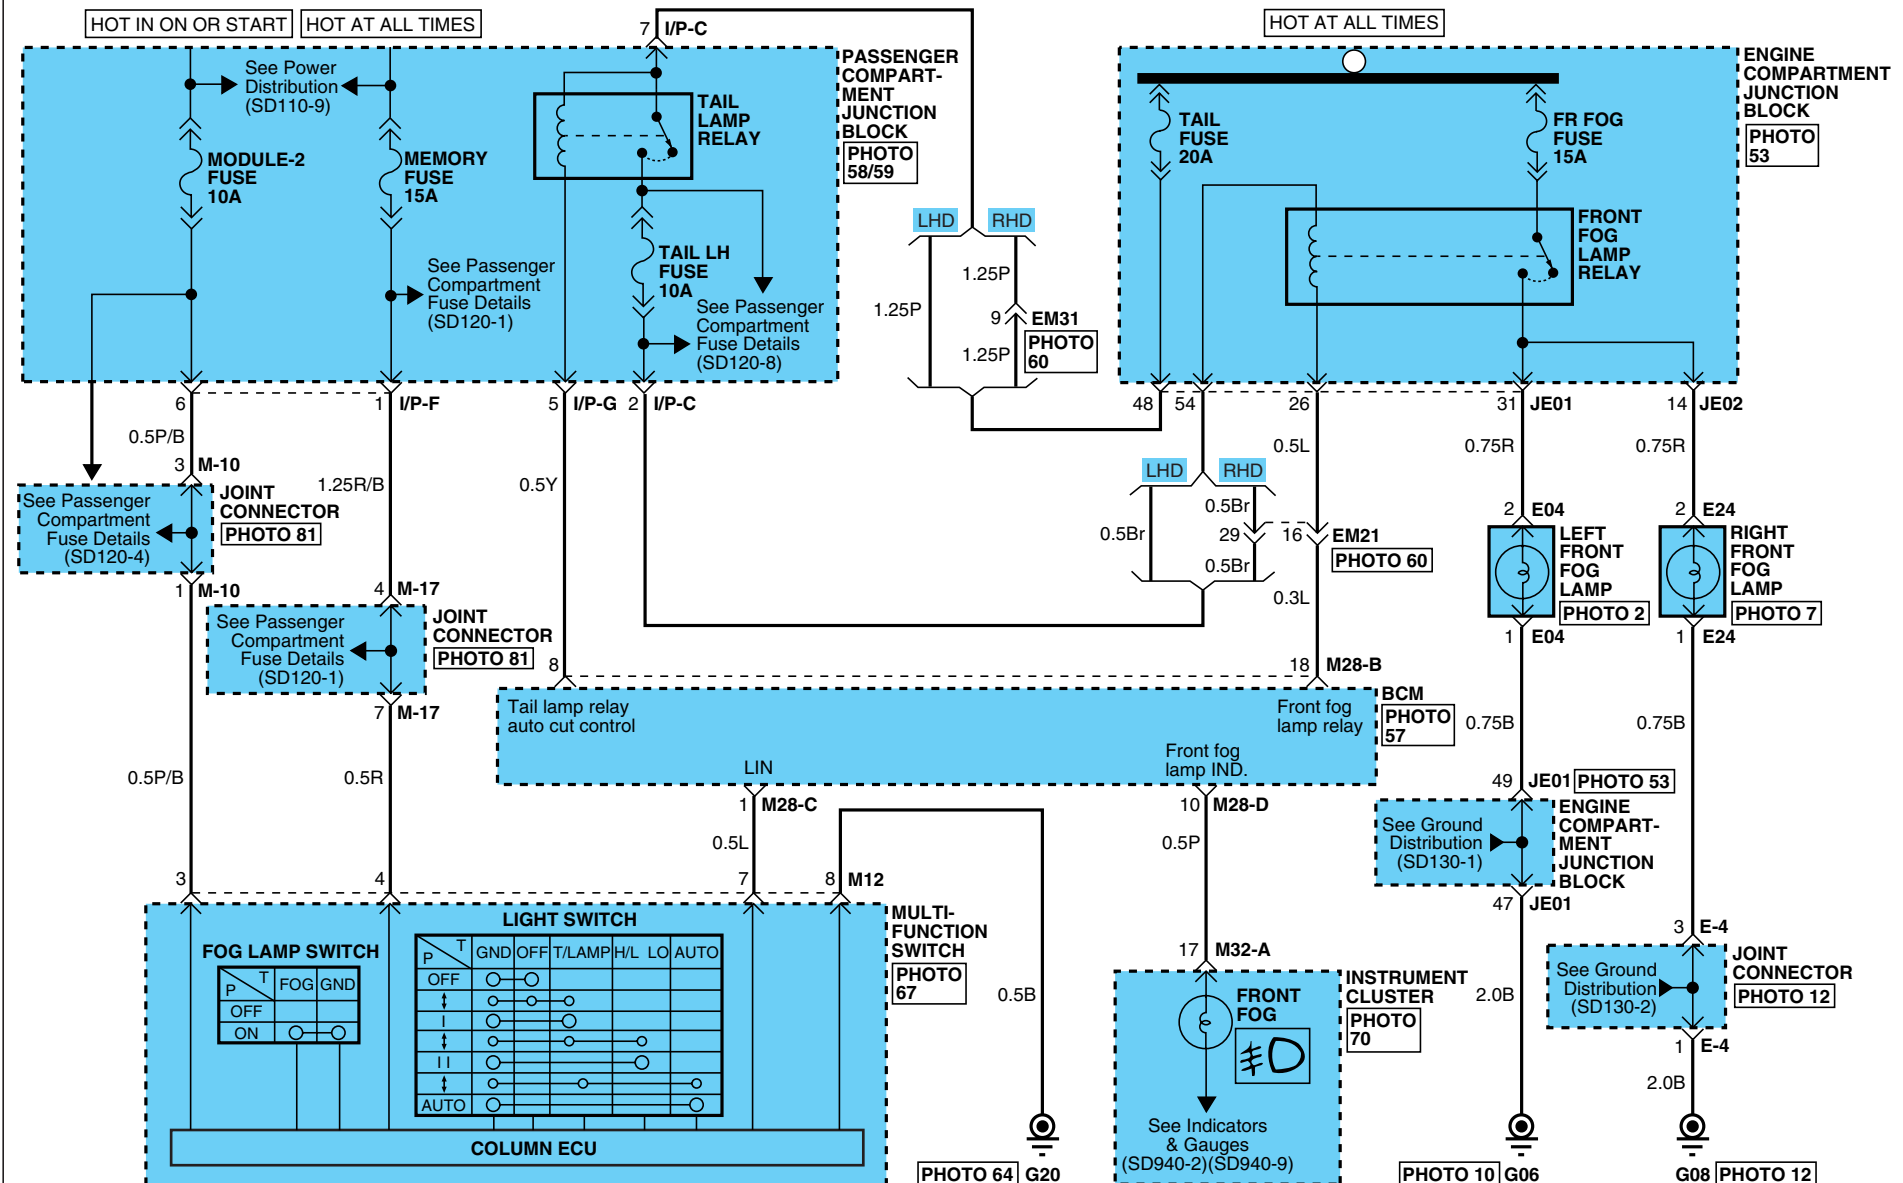 HOT IN ON OR START
HOT AT ALL TIMES
7
I/P-C
HOT AT ALL TIMES
See Power
Distribution
(SD110-9)
MODULE-2
FUSE
10A
MEMORY
FUSE
15A
TAIL
LAMP
RELAY
PASSENGER
COMPART-
MENT
JUNCTION
BLOCK
PHOTO
58/59
TAIL LH
FUSE
10A
See Passenger
Compartment
Fuse Details
(SD120-1)
See Passenger
Compartment
Fuse Details
(SD120-8)
LHD
RHD
1.25P
1.25P
9
EM31
PHOTO
60
1.25P
TAIL
FUSE
20A
FR FOG
FUSE
15A
FRONT
FOG
LAMP
RELAY
ENGINE
COMPARTMENT
JUNCTION
BLOCK
PHOTO
53
6
1
I/P-F
5
I/P-G
2
I/P-C
48
54
26
31
JE01
14
JE02
0.5P/B
3
M-10
1.25R/B
0.5Y
0.5L
0.75R
0.75R
See Passenger
Compartment
Fuse Details
(SD120-4)
JOINT
CONNECTOR
PHOTO 81
1
M-10
LHD
RHD
0.5Br
0.5Br
29
16
EM21
PHOTO 60
0.5Br
0.3L
2
E04
LEFT
FRONT
FOG
LAMP
PHOTO 2
1
E04
2
E24
RIGHT
FRONT
FOG
LAMP
PHOTO 7
1
E24
4
M-17
See Passenger
Compartment
Fuse Details
(SD120-1)
JOINT
CONNECTOR
PHOTO 81
7
M-17
8
18
M28-B
Tail lamp relay
auto cut control
Front fog
lamp relay
BCM
PHOTO
57
LIN
Front fog
lamp IND.
0.75B
0.75B
0.5P/B
0.5R
1
M28-C
10
M28-D
0.5L
0.5P
49
JE01
PHOTO 53
See Ground
Distribution
(SD130-1)
ENGINE
COMPART-
MENT
JUNCTION
BLOCK
47
JE01
3
4
7
8
M12
MULTI-
FUNCTION
SWITCH
PHOTO
67
FOG LAMP SWITCH
T
P
FOG
GND
OFF
ON
LIGHT SWITCH
T
P
GND
OFF
T/LAMP
H/L LO
AUTO
OFF
I
I I
AUTO
COLUMN ECU
0.5B
17
M32-A
FRONT
FOG
INSTRUMENT
CLUSTER
PHOTO
70
See Indicators
& Gauges
(SD940-2)(SD940-9)
2.0B
3
E-4
See Ground
Distribution
(SD130-2)
JOINT
CONNECTOR
PHOTO 12
1
E-4
2.0B
PHOTO 64
G20
PHOTO 10
G06
G08
PHOTO 12